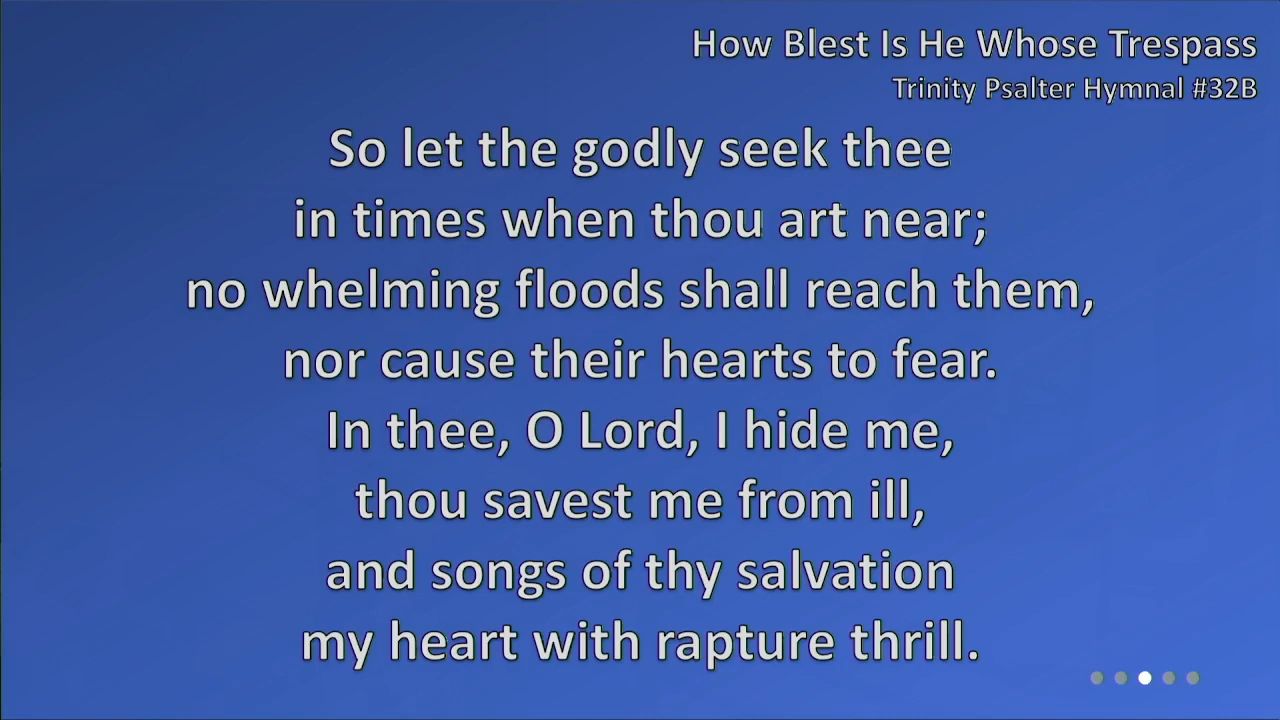 How Blest Is He Whose Trespass
Trinity Psalter Hymnal #32B
So let the godly seek thee
in times when thou art near;
no whelming floods shall reach them,
nor cause their hearts to fear.
In thee, O Lord, I hide me,
thou savest me from ill,
and songs of thy salvation
my heart with rapture thrill.